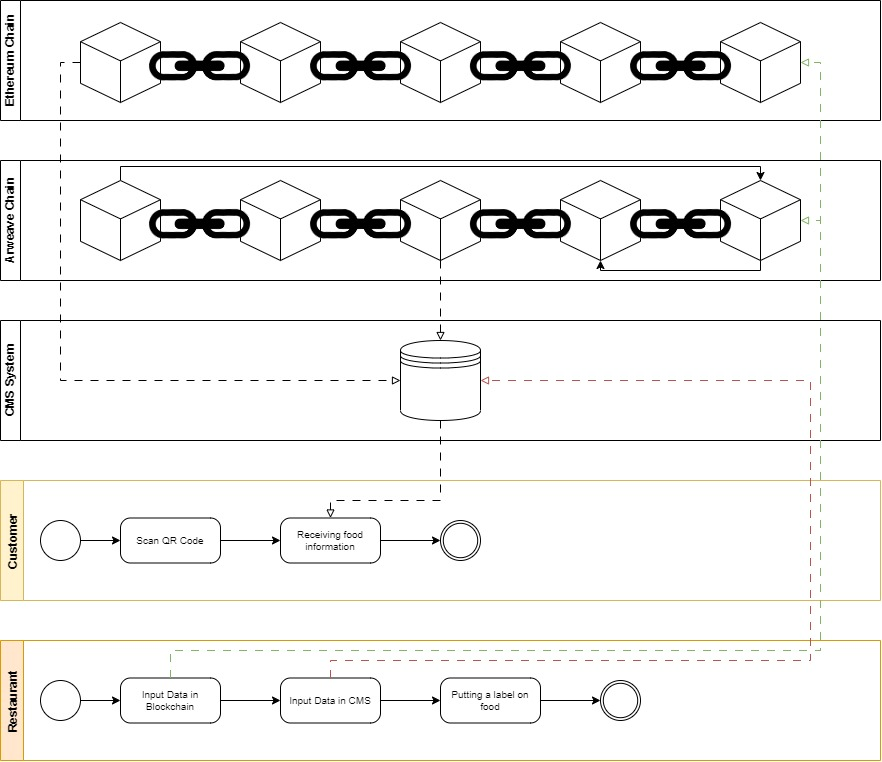 Ethereum Chain
Arweave Chain
CMS System
Customer
Scan QR Code
Receiving food
information
Restaurant
Input Data in
Blockchain
Input Data in CMS
Putting a label on
food